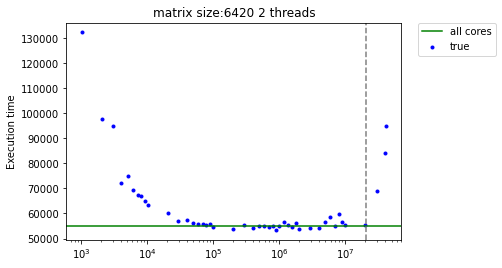 matrix size:6420 2 threads
all cores
true
Execution time
130000
120000
110000
100000
90000
80000
70000
60000
50000
10³ 10⁴ 10⁵ 10⁶ 10⁷